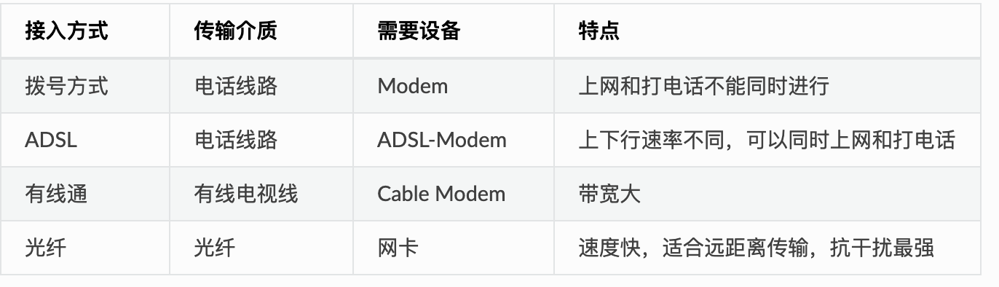 接入方式 传输介质 需要设备 特点
拨号方式 电话线路 Modem 上网和打电话不能同时进行
ADSL 电话线路 ADSL-Modem 上下行速率不同，可以同时上网和打电话
有线通 有线电视线 Cable Modem 带宽大
光纤 光纤 网卡 速度快，适合远距离传输，抗干扰最强